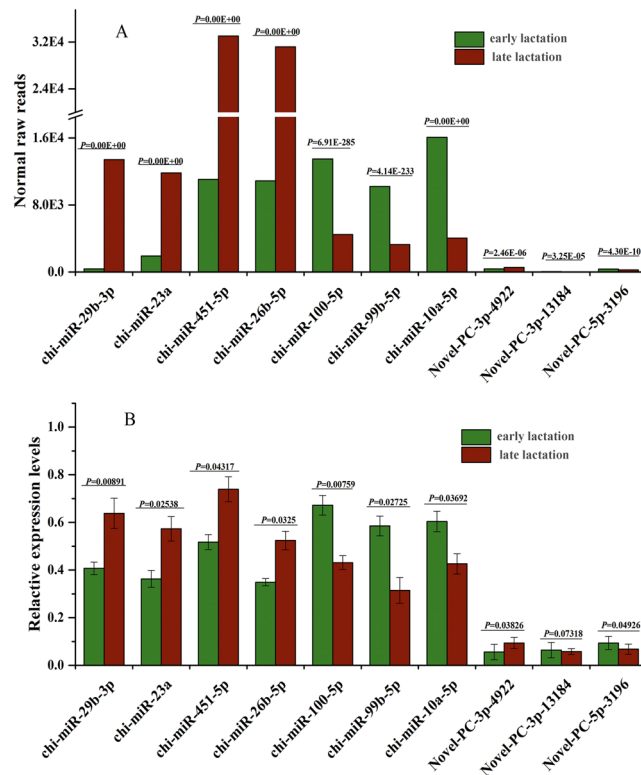 A
P=0.00E+00
P=0.00E+00
early lactation
late lactation
3.2E4
2.4E4
1.6E4
8.0E3
0.0
Normal raw reads
P=0.00E+00
P=0.00E+00
P=6.91E-285
P=4.14E-233
P=0.00E+00
P=2.46E-06
P=3.25E-05
P=4.30E-10
chi-miR-29b-3p
chi-miR-23a
chi-miR-451-5p
chi-miR-26b-5p
chi-miR-100-5p
chi-miR-99b-5p
chi-miR-10a-5p
Novel-PC-3p-4922
Novel-PC-3p-13184
Novel-PC-5p-3196
B
early lactation
late lactation
1.0
0.8
0.6
0.4
0.2
0.0
Relactive expression levels
P=0.00891
P=0.02538
P=0.04317
P=0.0325
P=0.00759
P=0.02725
P=0.03692
P=0.03826
P=0.07318
P=0.04926
chi-miR-29b-3p
chi-miR-23a
chi-miR-451-5p
chi-miR-26b-5p
chi-miR-100-5p
chi-miR-99b-5p
chi-miR-10a-5p
Novel-PC-3p-4922
Novel-PC-3p-13184
Novel-PC-5p-3196